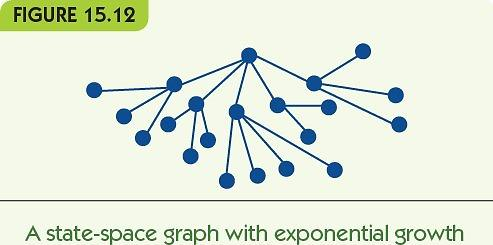 FIGURE 15.12
A state-space graph with exponential growth